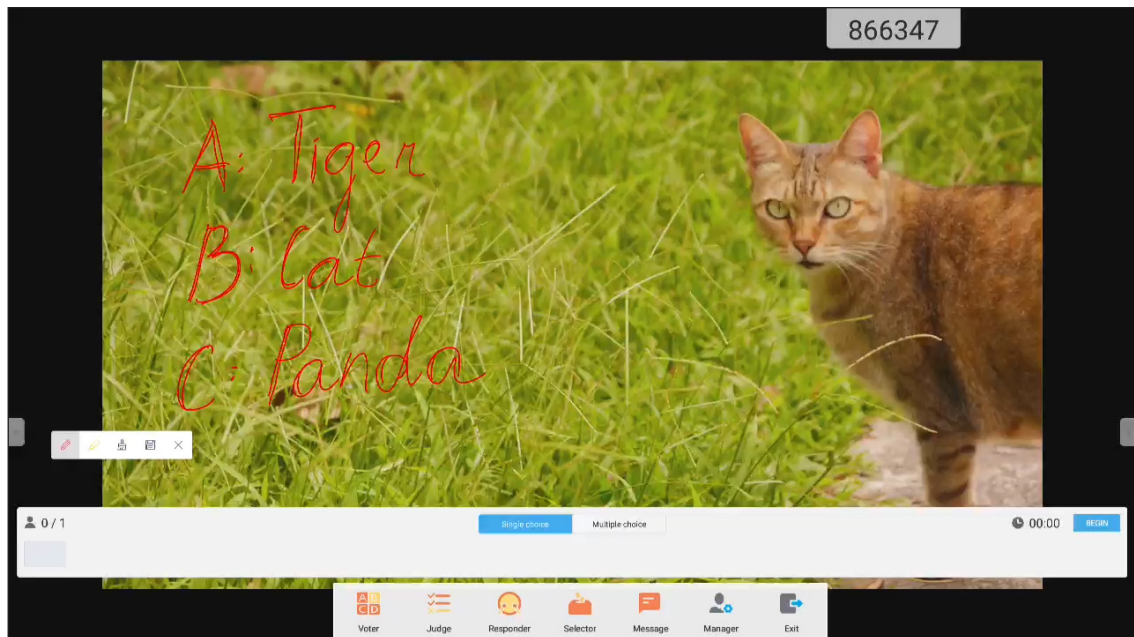 866347
A: Tiger
B: Cat
C: Panda
0 / 1
Single choice
Multiple choice
00:00
BEGIN
A B C D
Voter
Judge
Responder
Selector
Message
Manager
Exit